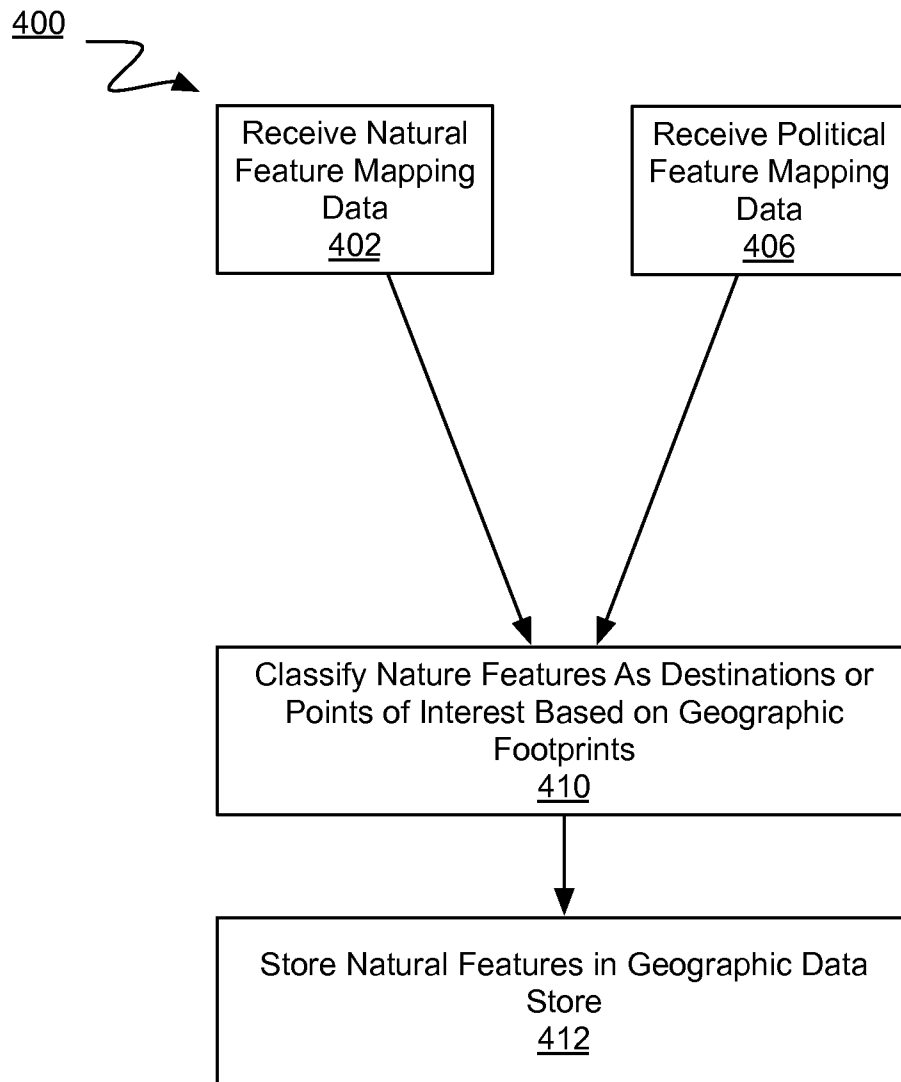 400
Receive Natural
Feature Mapping
Data
402
Receive Political
Feature Mapping
Data
406
Classify Nature Features As Destinations or
Points of Interest Based on Geographic
Footprints
410
Store Natural Features in Geographic Data
Store
412